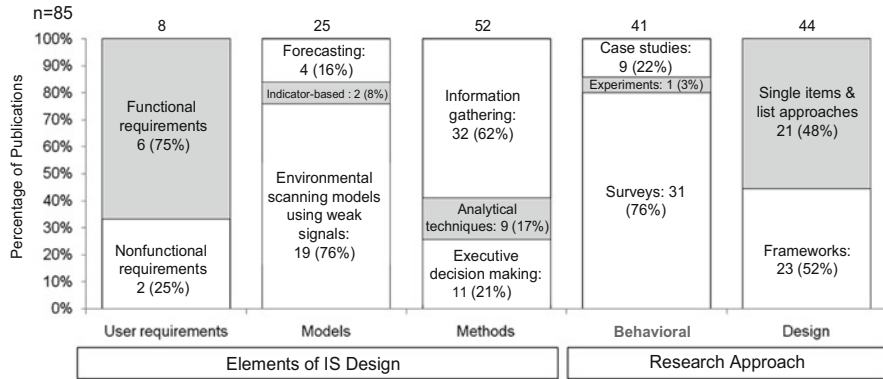 n=85
8
25
52
41
44
Percentage of Publications
100%
90%
80%
70%
60%
50%
40%
30%
20%
10%
0%
Functional
requirements
6 (75%)
Nonfunctional
requirements
2 (25%)
Forecasting:
4 (16%)
Indicator-based : 2 (8%)
Environmental
scanning models
using weak
signals:
19 (76%)
Information
gathering:
32 (62%)
Analytical
techniques: 9 (17%)
Executive
decision making:
11 (21%)
Case studies:
9 (22%)
Experiments: 1 (3%)
Surveys: 31
(76%)
Single items &
list approaches
21 (48%)
Frameworks:
23 (52%)
User requirements
Models
Methods
Behavioral
Design
Elements of IS Design
Research Approach